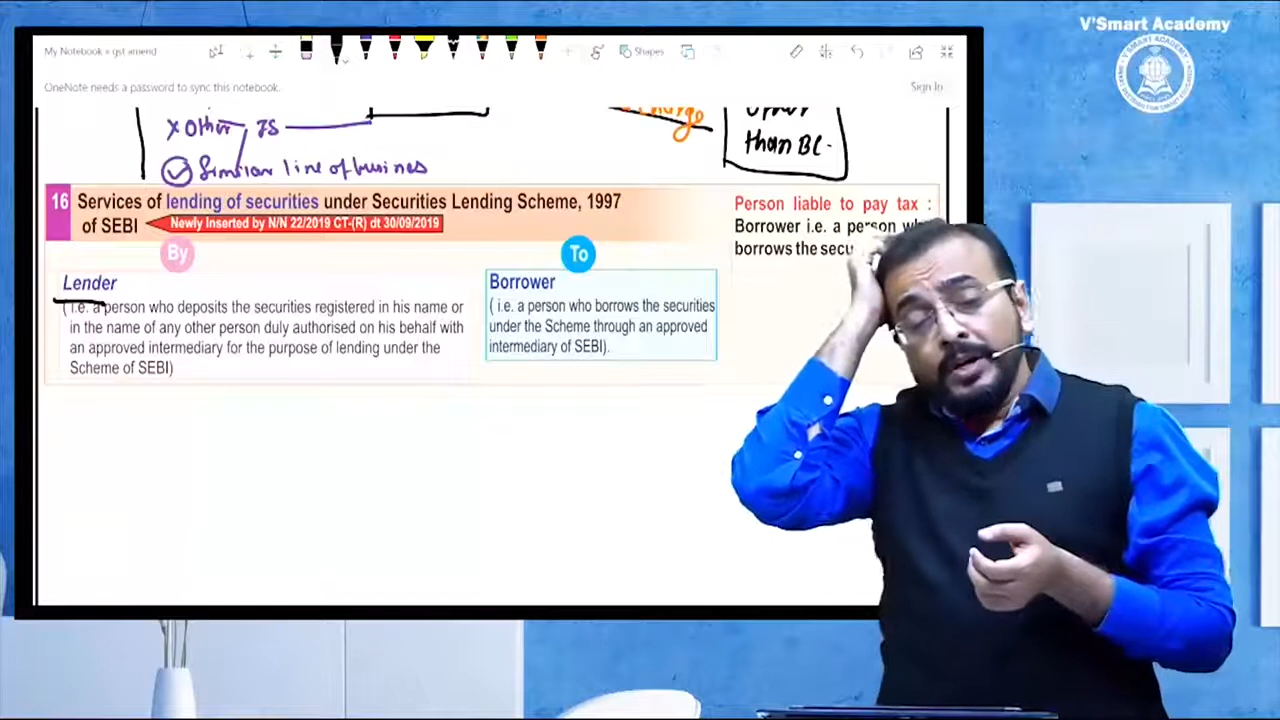 V'Smart Academy
My Notebook » gst amend
Shapes
OneNote needs a password to sync this notebook.
Sign In
x Other JS
Similar line of busines
than BC.
16 Services of lending of securities under Securities Lending Scheme, 1997
of SEBI Newly Inserted by N/N 22/2019 CT-(R) dt 30/09/2019
Person liable to pay tax :
Borrower i.e. a person
borrows the secu
By
To
Lender
( i.e. a person who deposits the securities registered in his name or
in the name of any other person duly authorised on his behalf with
an approved intermediary for the purpose of lending under the
Scheme of SEBI)
Borrower
( i.e. a person who borrows the securities
under the Scheme through an approved
intermediary of SEBI).